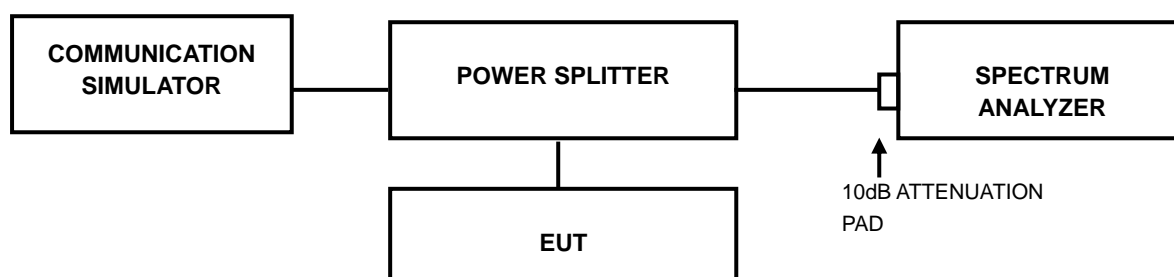 COMMUNICATION
SIMULATOR
POWER SPLITTER
SPECTRUM
ANALYZER
10dB ATTENUATION
PAD
EUT